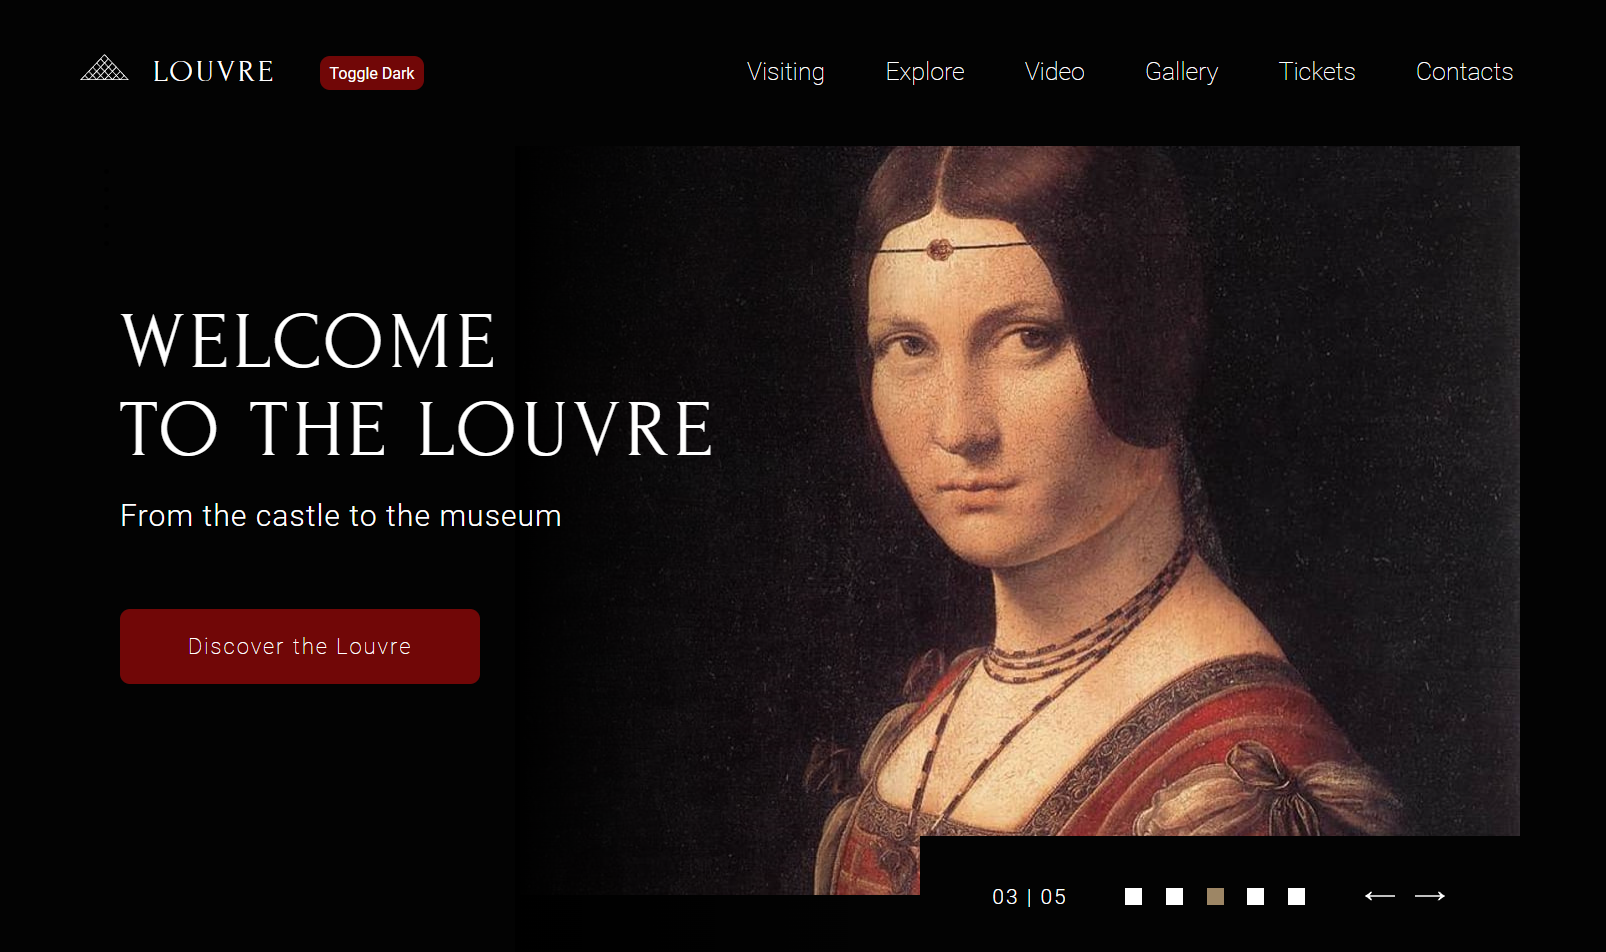 LOUVRE
Toggle Dark
Visiting
Explore
Video
Gallery
Tickets
Contacts
WELCOME
TO THE LOUVRE
From the castle to the museum
Discover the Louvre
03 | 05